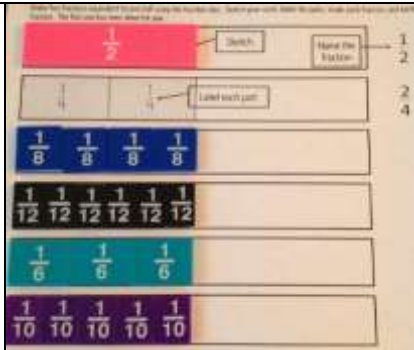 1/2 Sketch Name the fraction 1/2
1/4 1/4 Label each part 2/4
1/8 1/8 1/8 1/8
1/12 1/12 1/12 1/12 1/12 1/12
1/6 1/6 1/6
1/10 1/10 1/10 1/10 1/10